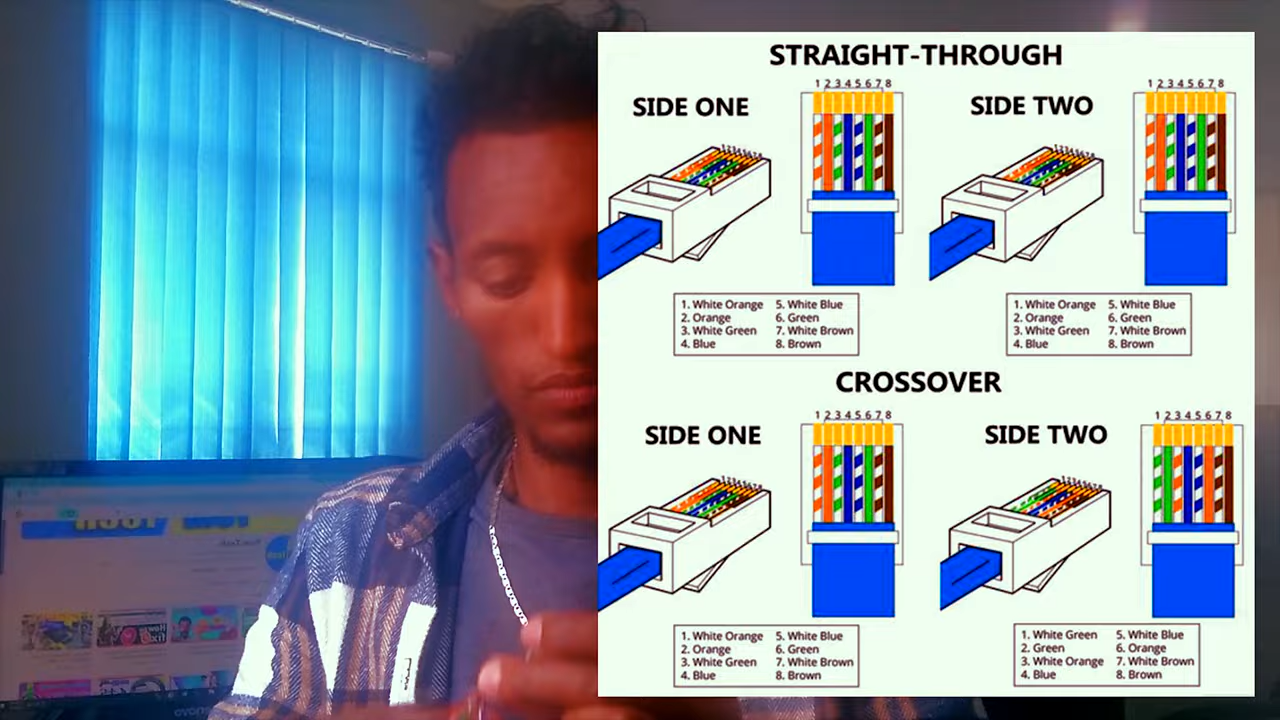 STRAIGHT-THROUGH
SIDE ONE
1 2 3 4 5 6 7 8
1. White Orange 5. White Blue
2. Orange 6. Green
3. White Green 7. White Brown
4. Blue 8. Brown
SIDE TWO
1 2 3 4 5 6 7 8
1. White Orange 5. White Blue
2. Orange 6. Green
3. White Green 7. White Brown
4. Blue 8. Brown
CROSSOVER
SIDE ONE
1 2 3 4 5 6 7 8
1. White Orange 5. White Blue
2. Orange 6. Green
3. White Green 7. White Brown
4. Blue 8. Brown
SIDE TWO
1 2 3 4 5 6 7 8
1. White Green 5. White Blue
2. Green 6. Orange
3. White Orange 7. White Brown
4. Blue 8. Brown